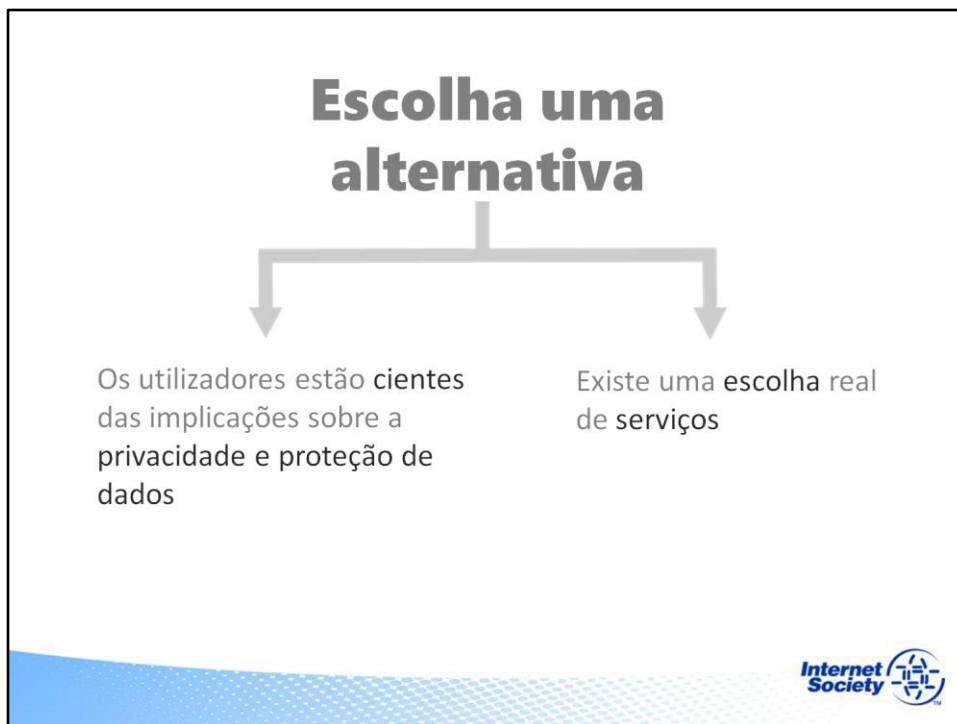 Escolha uma
alternativa
Os utilizadores estão cientes
das implicações sobre a
privacidade e proteção de
dados
Existe uma escolha real
de serviços
Internet
Society
TM